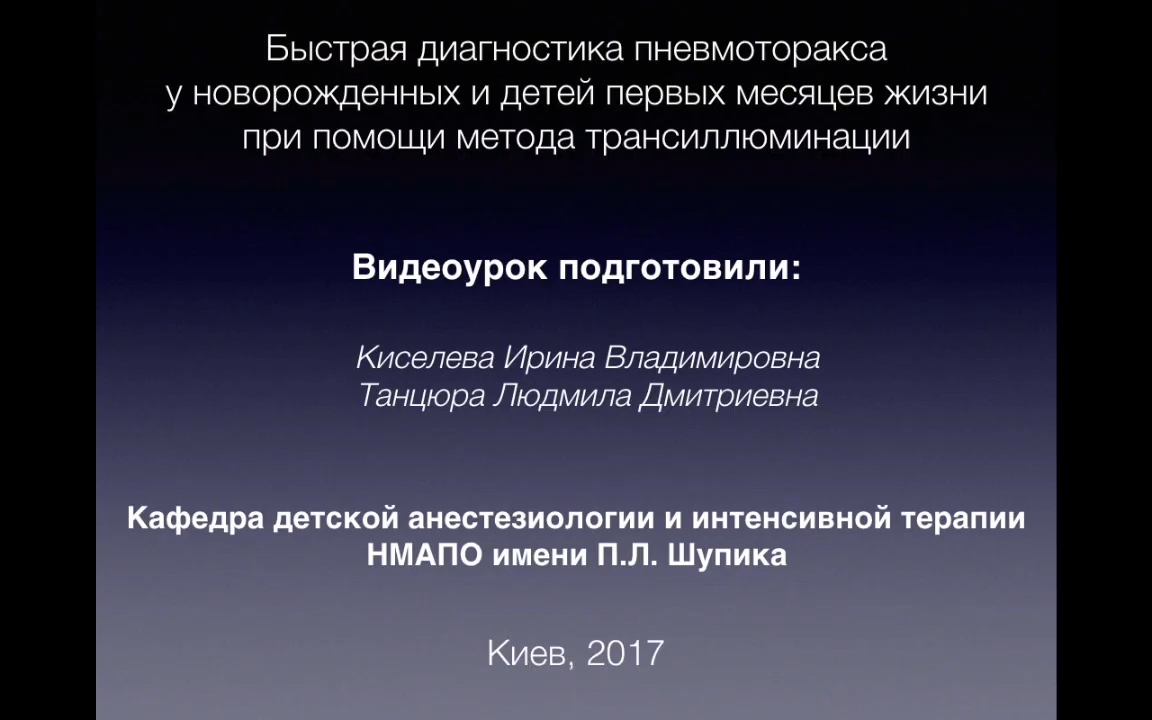 Быстрая диагностика пневмоторакса
у новорожденных и детей первых месяцев жизни
при помощи метода трансиллюминации
Видеоурок подготовили:
Киселева Ирина Владимировна
Танцюра Людмила Дмитриевна
Кафедра детской анестезиологии и интенсивной терапии
НМАПО имени П.Л. Шупика
Киев, 2017